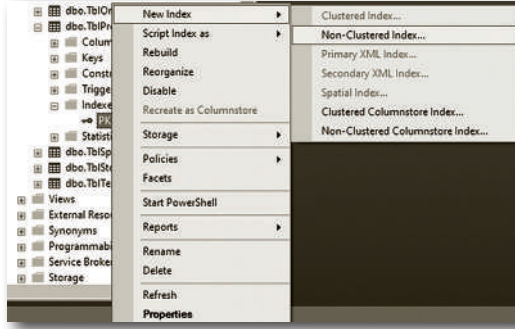 dbo.TblOr
dbo.TblPr
Colum
Keys
Constr
Trigge
Indexe
PK
Statisti
dbo.TblSp
dbo.TblSto
dbo.TblTe
Views
External Reso
Synonyms
Programmabi
Service Broke
Storage
New Index
Script Index as
Rebuild
Reorganize
Disable
Recreate as Columnstore
Storage
Policies
Facets
Start PowerShell
Reports
Rename
Delete
Refresh
Properties
Clustered Index...
Non-Clustered Index...
Primary XML Index...
Secondary XML Index...
Spatial Index...
Clustered Columnstore Index...
Non-Clustered Columnstore Index...